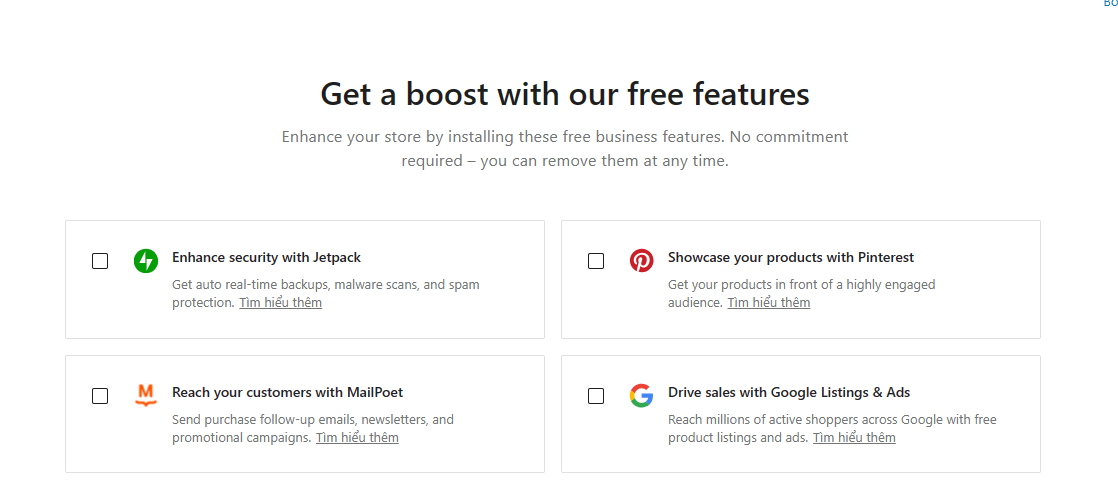 Get a boost with our free features
Enhance your store by installing these free business features. No commitment
required – you can remove them at any time.
Enhance security with Jetpack
Get auto real-time backups, malware scans, and spam
protection. Tìm hiểu thêm
Showcase your products with Pinterest
Get your products in front of a highly engaged
audience. Tìm hiểu thêm
Reach your customers with MailPoet
Send purchase follow-up emails, newsletters, and
promotional campaigns. Tìm hiểu thêm
Drive sales with Google Listings & Ads
Reach millions of active shoppers across Google with free
product listings and ads. Tìm hiểu thêm